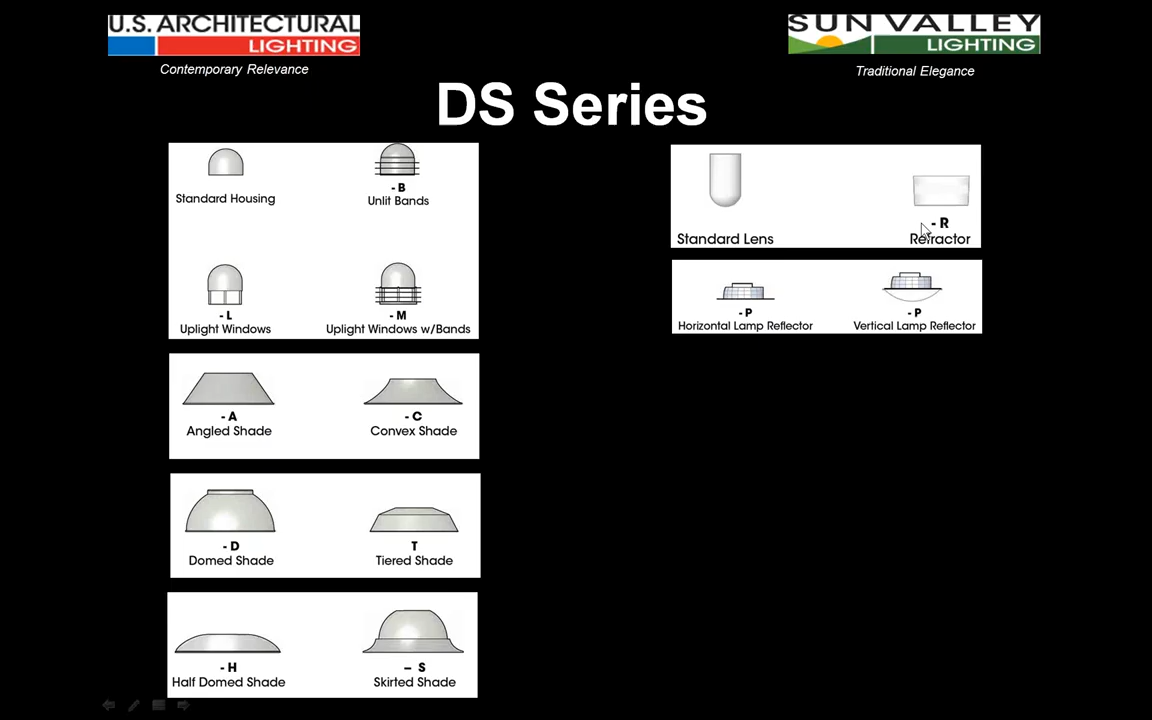 U.S. ARCHITECTURAL
LIGHTING
Contemporary Relevance
SUN VALLEY
LIGHTING
Traditional Elegance
DS Series
Standard Housing
- B
Unlit Bands
- L
Uplight Windows
- M
Uplight Windows w/Bands
- A
Angled Shade
- C
Convex Shade
- D
Domed Shade
T
Tiered Shade
- H
Half Domed Shade
– S
Skirted Shade
Standard Lens
- R
Refractor
- P
Horizontal Lamp Reflector
- P
Vertical Lamp Reflector